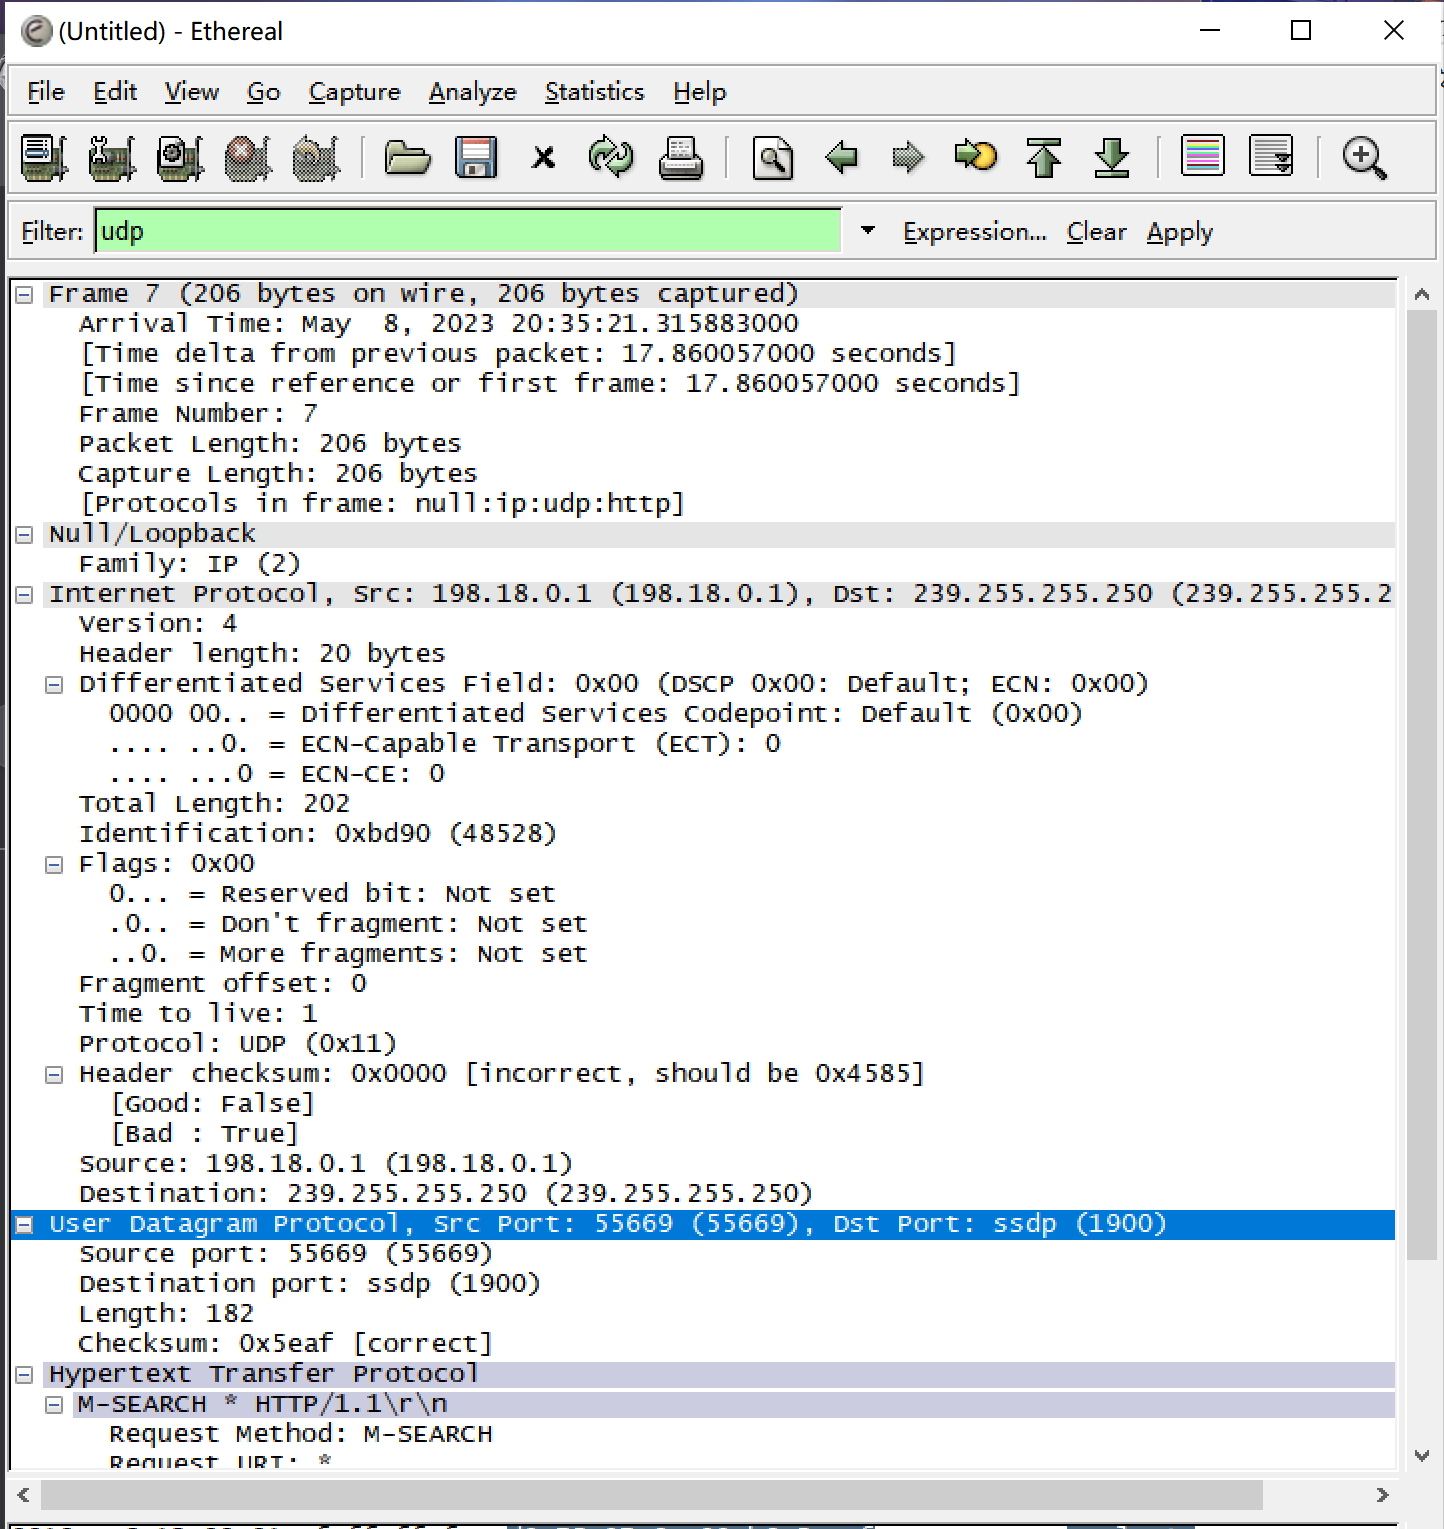 (Untitled) - Ethereal
File Edit View Go Capture Analyze Statistics Help
Filter: udp Expression... Clear Apply
Frame 7 (206 bytes on wire, 206 bytes captured)
Arrival Time: May  8, 2023 20:35:21.315883000
[Time delta from previous packet: 17.860057000 seconds]
[Time since reference or first frame: 17.860057000 seconds]
Frame Number: 7
Packet Length: 206 bytes
Capture Length: 206 bytes
[Protocols in frame: null:ip:udp:http]
Null/Loopback
Family: IP (2)
Internet Protocol, Src: 198.18.0.1 (198.18.0.1), Dst: 239.255.255.250 (239.255.255.2
Version: 4
Header length: 20 bytes
Differentiated Services Field: 0x00 (DSCP 0x00: Default; ECN: 0x00)
0000 00.. = Differentiated Services Codepoint: Default (0x00)
.... ..0. = ECN-Capable Transport (ECT): 0
.... ...0 = ECN-CE: 0
Total Length: 202
Identification: 0xbd90 (48528)
Flags: 0x00
0... = Reserved bit: Not set
.0.. = Don't fragment: Not set
..0. = More fragments: Not set
Fragment offset: 0
Time to live: 1
Protocol: UDP (0x11)
Header checksum: 0x0000 [incorrect, should be 0x4585]
[Good: False]
[Bad : True]
Source: 198.18.0.1 (198.18.0.1)
Destination: 239.255.255.250 (239.255.255.250)
User Datagram Protocol, Src Port: 55669 (55669), Dst Port: ssdp (1900)
Source port: 55669 (55669)
Destination port: ssdp (1900)
Length: 182
Checksum: 0x5eaf [correct]
Hypertext Transfer Protocol
M-SEARCH * HTTP/1.1\r\n
Request Method: M-SEARCH
Request URI: *